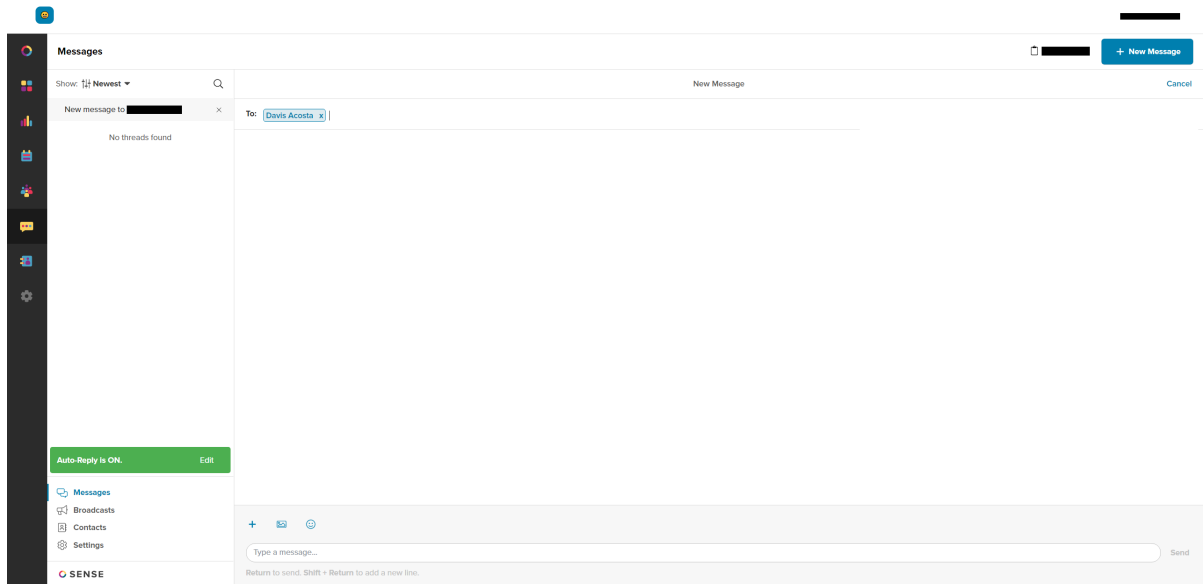 Messages
+ New Message
Show: Newest
New Message
Cancel
New message to
×
To: Davis Acosta x
No threads found
Auto-Reply is ON. Edit
Messages
Broadcasts
Contacts
Settings
SENSE
Type a message...
Send
Return to send. Shift + Return to add a new line.